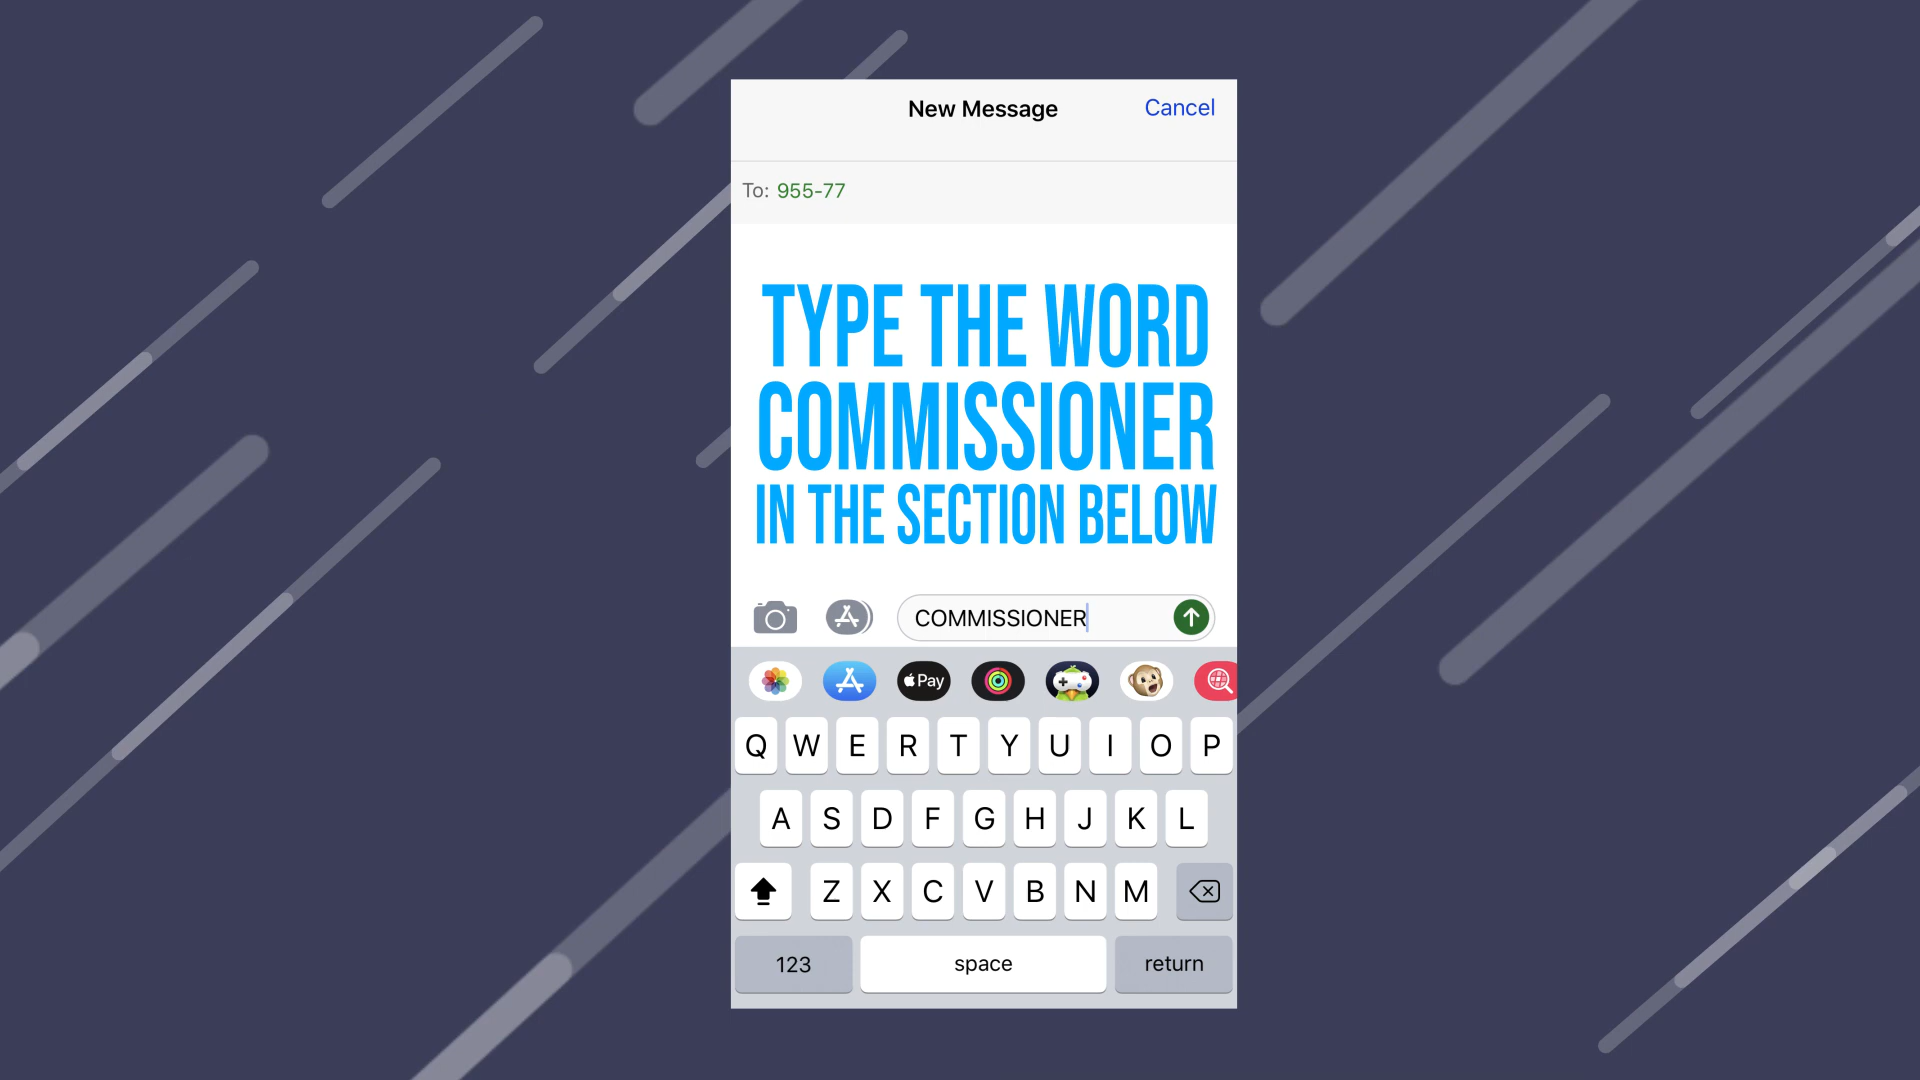 New Message
Cancel
To: 955-77
TYPE THE WORD
COMMISSIONER
IN THE SECTION BELOW
COMMISSIONER
Pay
Q W E R T Y U I O P
A S D F G H J K L
Z X C V B N M
123 space return